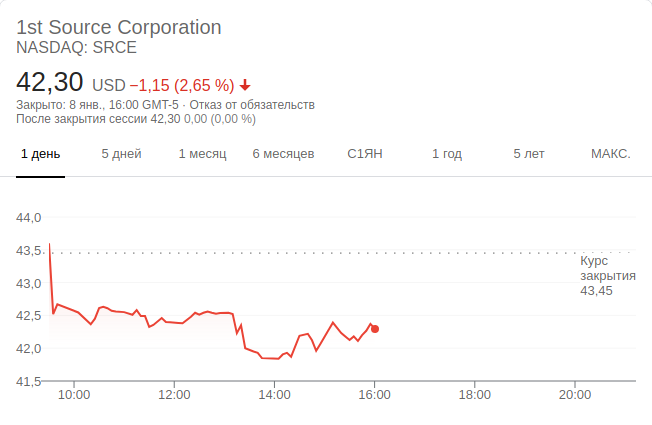 1st Source Corporation
NASDAQ: SRCE
42,30 USD −1,15 (2,65 %)
Закрыто: 8 янв., 16:00 GMT-5 · Отказ от обязательств
После закрытия сессии 42,30 0,00 (0,00 %)
1 день 5 дней 1 месяц 6 месяцев С1ЯН 1 год 5 лет МАКС.
44,0
43,5
Курс
закрытия
43,45
43,0
42,5
42,0
41,5
10:00 12:00 14:00 16:00 18:00 20:00